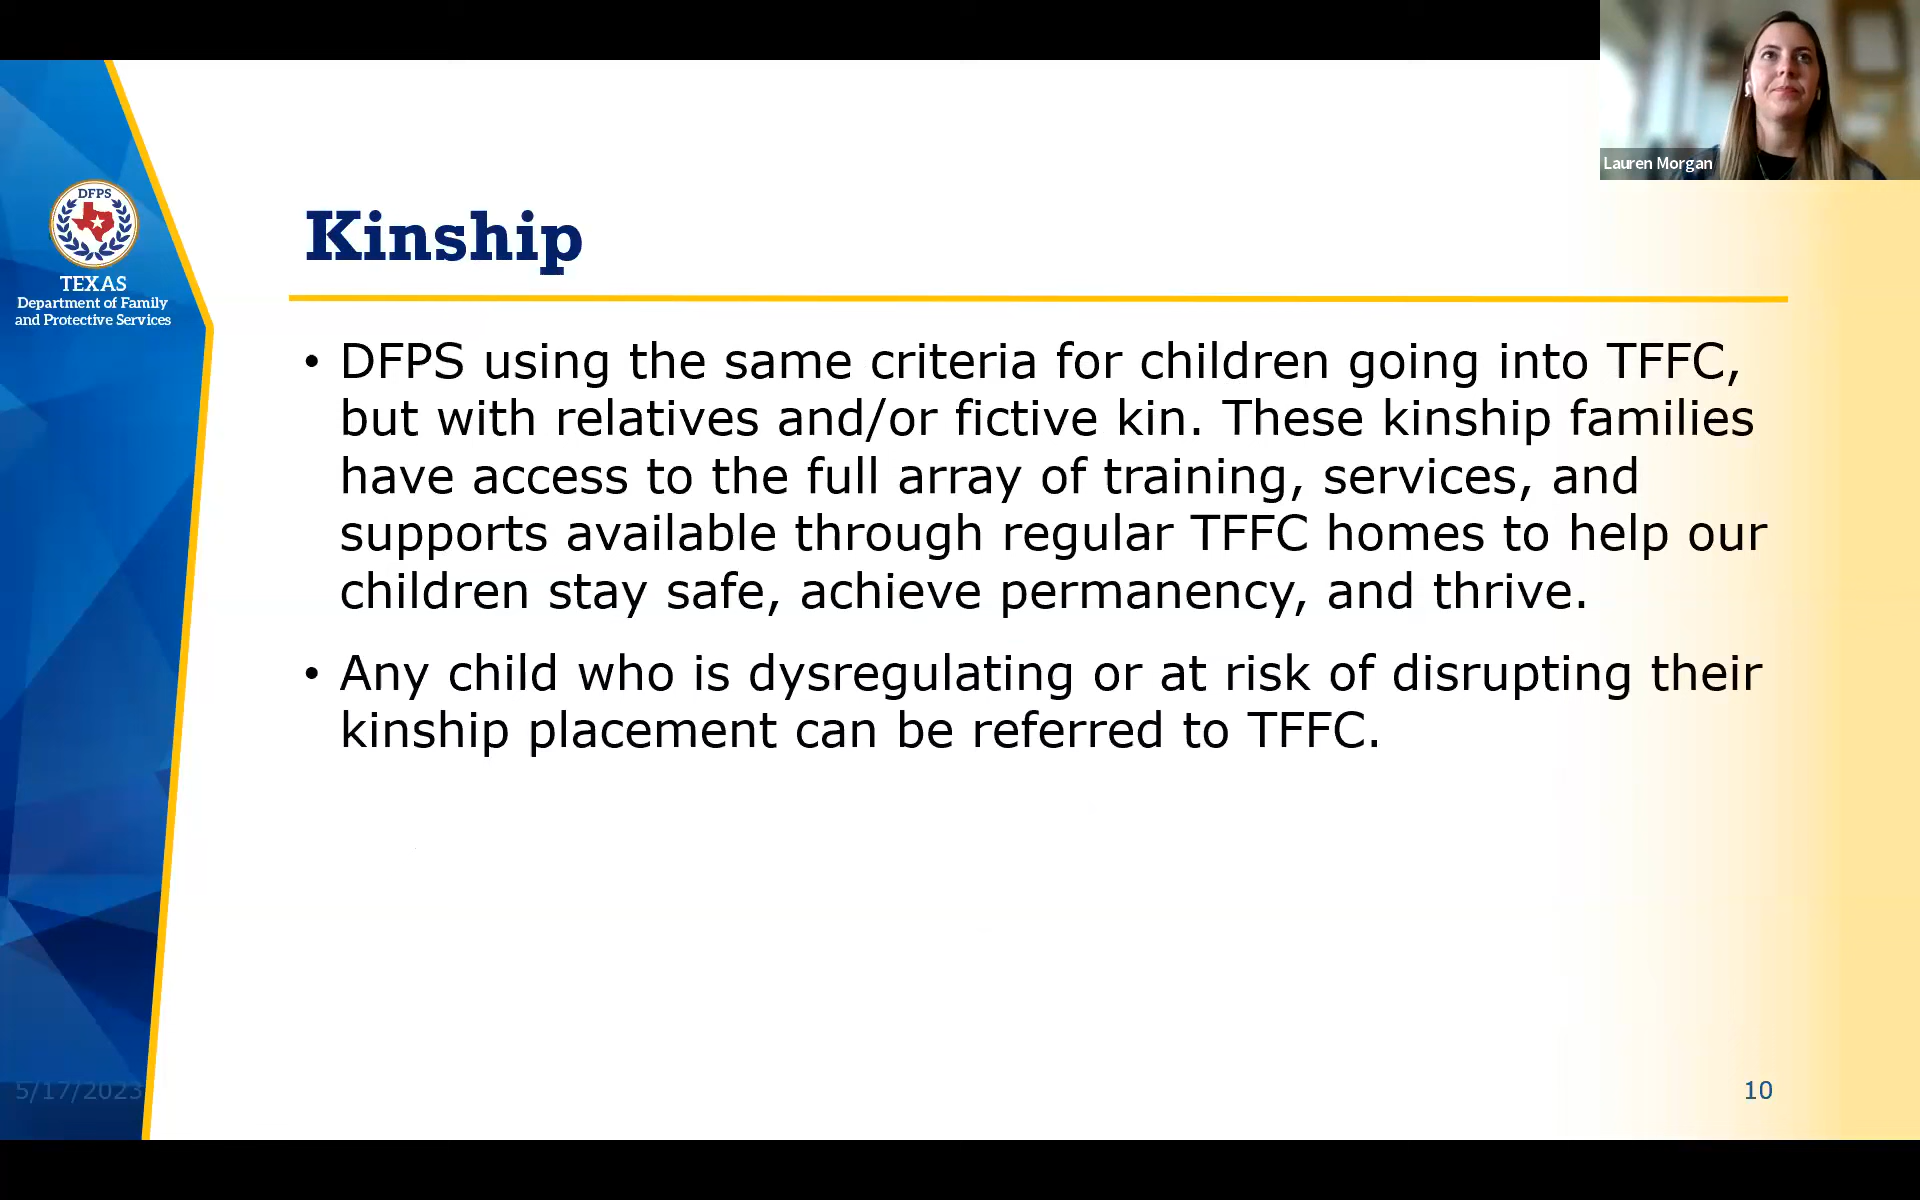 Lauren Morgan
DFPS
TEXAS
Department of Family
and Protective Services
Kinship
• DFPS using the same criteria for children going into TFFC,
but with relatives and/or fictive kin. These kinship families
have access to the full array of training, services, and
supports available through regular TFFC homes to help our
children stay safe, achieve permanency, and thrive.
• Any child who is dysregulating or at risk of disrupting their
kinship placement can be referred to TFFC.
5/17/2023
10